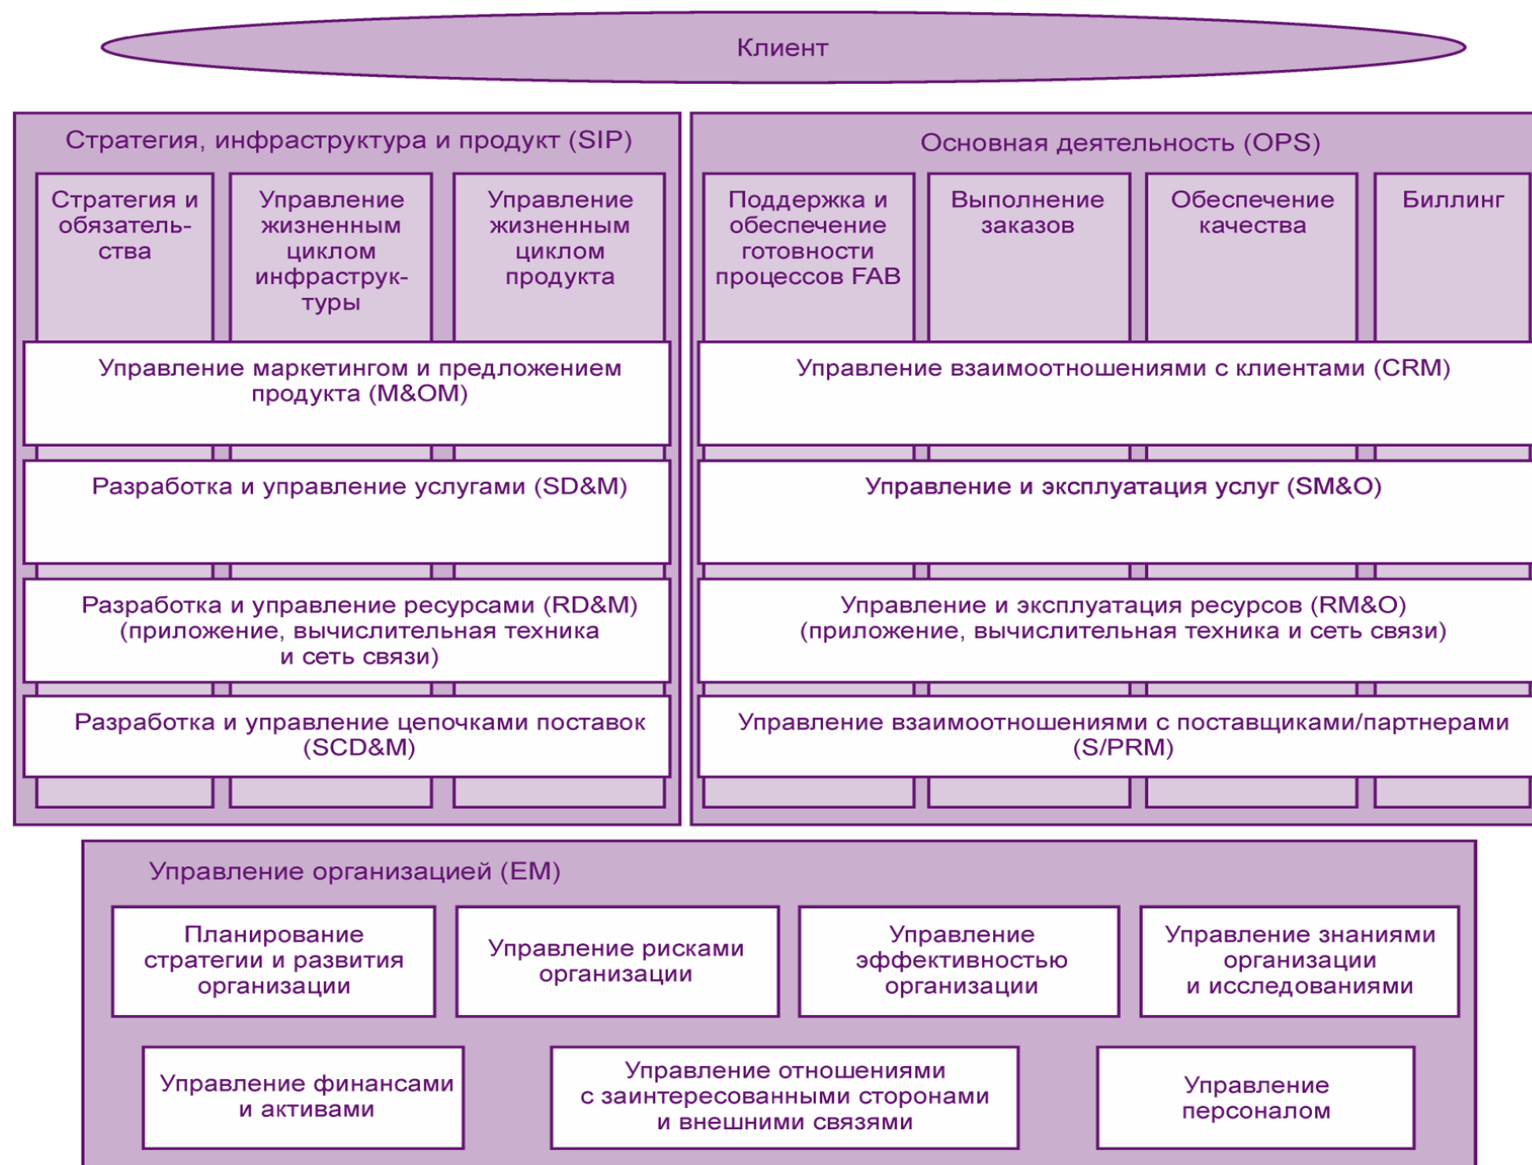 Клиент
Стратегия, инфраструктура и продукт (SIP)
Стратегия и
обязатель-
ства
Управление
жизненным
циклом
инфраструк-
туры
Управление
жизненным
циклом
продукта
Управление маркетингом и предложением
продукта (M&OM)
Разработка и управление услугами (SD&M)
Разработка и управление ресурсами (RD&M)
(приложение, вычислительная техника
и сеть связи)
Разработка и управление цепочками поставок
(SCD&M)
Основная деятельность (OPS)
Поддержка и
обеспечение
готовности
процессов FAB
Выполнение
заказов
Обеспечение
качества
Биллинг
Управление взаимоотношениями с клиентами (CRM)
Управление и эксплуатация услуг (SM&O)
Управление и эксплуатация ресурсов (RM&O)
(приложение, вычислительная техника и сеть связи)
Управление взаимоотношениями с поставщиками/партнерами
(S/PRM)
Управление организацией (EM)
Планирование
стратегии и развития
организации
Управление рисками
организации
Управление
эффективностью
организации
Управление знаниями
организации
и исследованиями
Управление финансами
и активами
Управление отношениями
с заинтересованными сторонами
и внешними связями
Управление
персоналом